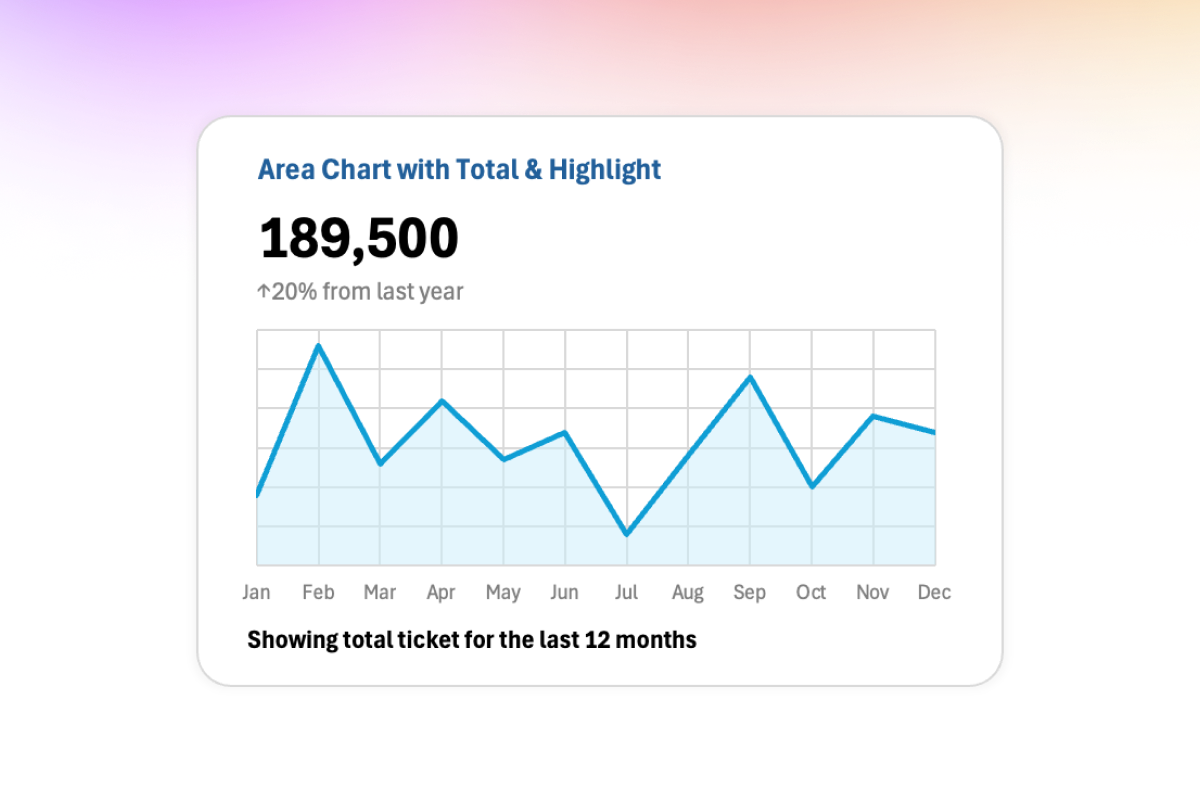 Area Chart with Total & Highlight
189,500
↑20% from last year
Jan Feb Mar Apr May Jun Jul Aug Sep Oct Nov Dec
Showing total ticket for the last 12 months